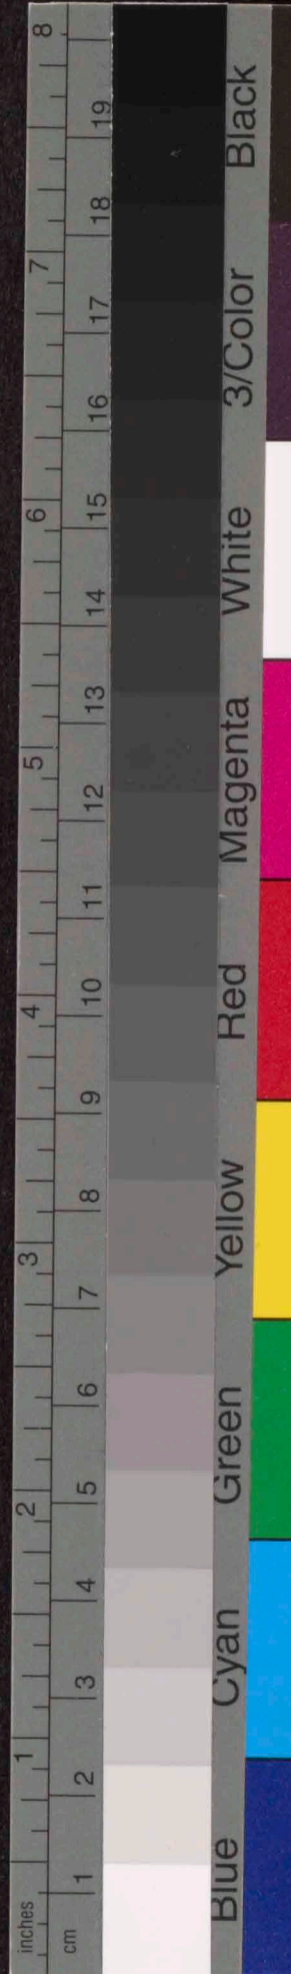 inches 1 2 3 4 5 6 7 8
cm 1 2 3 4 5 6 7 8 9 10 11 12 13 14 15 16 17 18 19
Blue Cyan Green Yellow Red Magenta White 3/Color Black